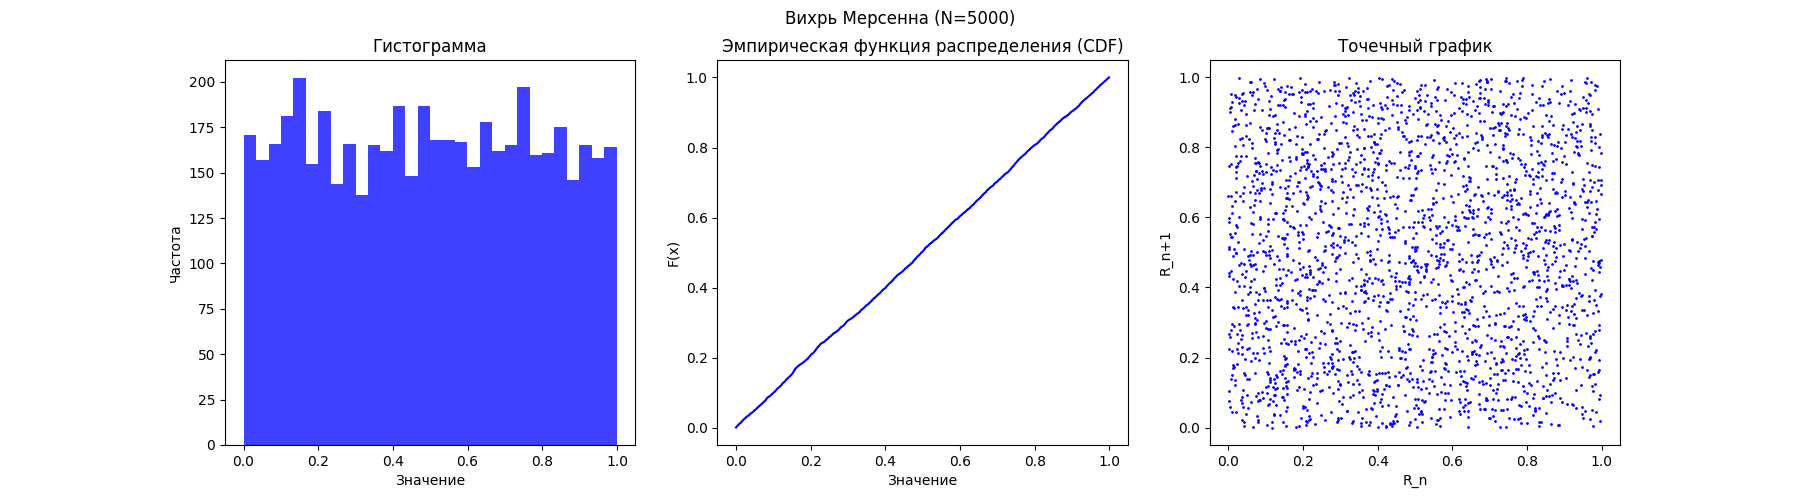 Вихрь Мерсенна (N=5000)
Гистограмма
200
175
150
125
100
75
50
25
0
Частота
0.0 0.2 0.4 0.6 0.8 1.0
Значение
Эмпирическая функция распределения (CDF)
1.0
0.8
0.6
0.4
0.2
0.0
F(x)
0.0 0.2 0.4 0.6 0.8 1.0
Значение
Точечный график
1.0
0.8
0.6
0.4
0.2
0.0
R_n+1
0.0 0.2 0.4 0.6 0.8 1.0
R_n